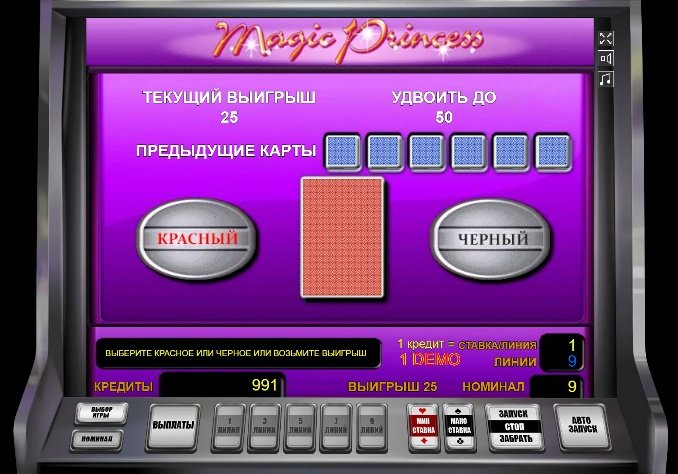 Magic Princess
ТЕКУЩИЙ ВЫИГРЫШ
25
УДВОИТЬ ДО
50
ПРЕДЫДУЩИЕ КАРТЫ
КРАСНЫЙ
ЧЕРНЫЙ
ВЫБЕРИТЕ КРАСНОЕ ИЛИ ЧЕРНОЕ ИЛИ ВОЗЬМИТЕ ВЫИГРЫШ
1 кредит = СТАВКА/ЛИНИЯ 1
1 DEMO ЛИНИИ 9
КРЕДИТЫ 991 ВЫИГРЫШ 25 НОМИНАЛ 9
ВЫБОР ИГРЫ
НОМИНАЛ
ВЫПЛАТЫ
1 ЛИНИЯ
3 ЛИНИИ
5 ЛИНИЙ
7 ЛИНИЙ
9 ЛИНИЙ
МИН СТАВКА
МАКС СТАВКА
ЗАПУСК
СТОП
ЗАБРАТЬ
АВТО ЗАПУСК